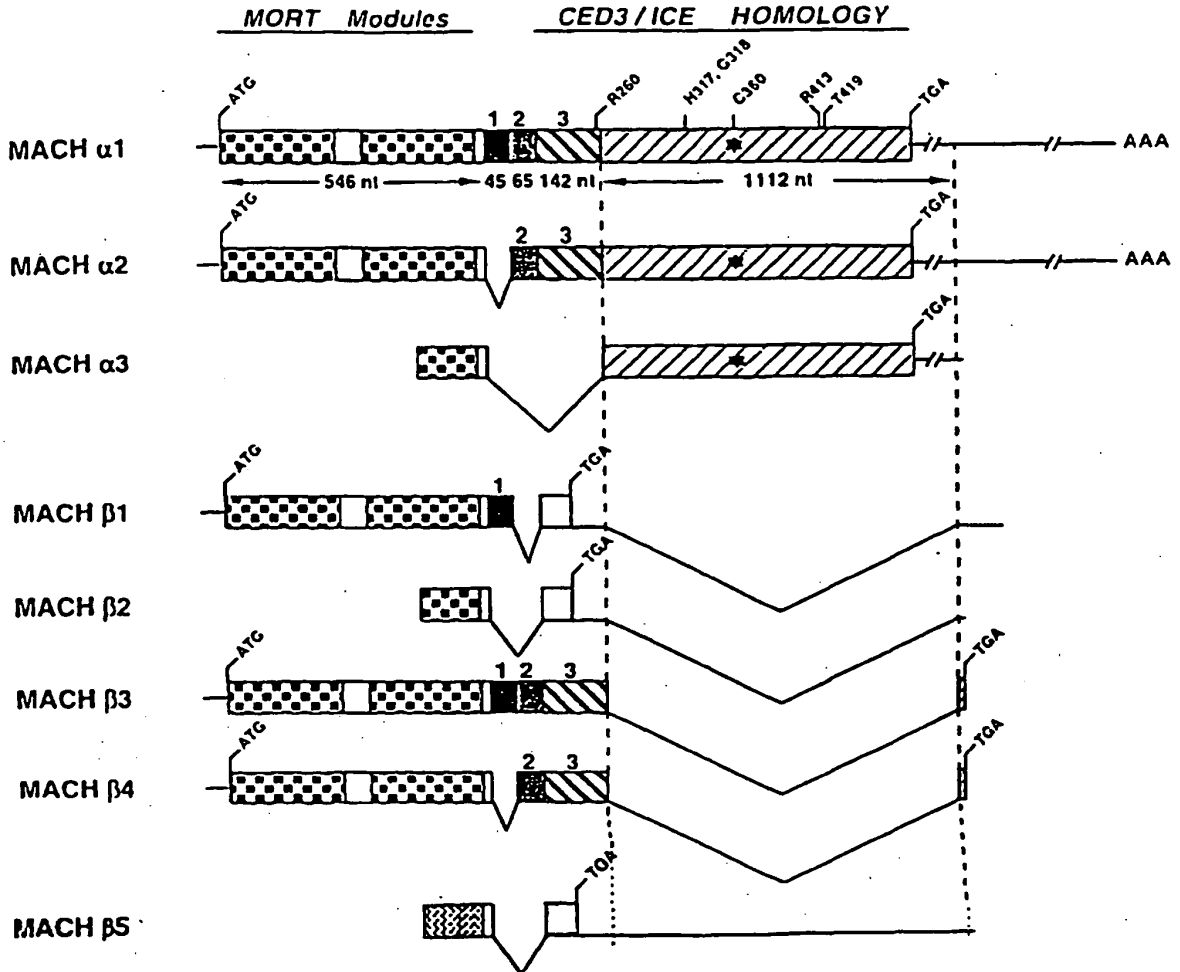 MORT Modules CED3 / ICE HOMOLOGY
ATG R260 H317, G318 C360 R413 T419 TGA
1 2 3
MACH α1 AAA
546 nt 45 65 142 nt 1112 nt
ATG TGA
2 3
MACH α2 AAA
TGA
MACH α3
ATG TGA
1
MACH β1
TGA
MACH β2
ATG TGA
1 2 3
MACH β3
ATG TGA
2 3
MACH β4
TGA
MACH β5